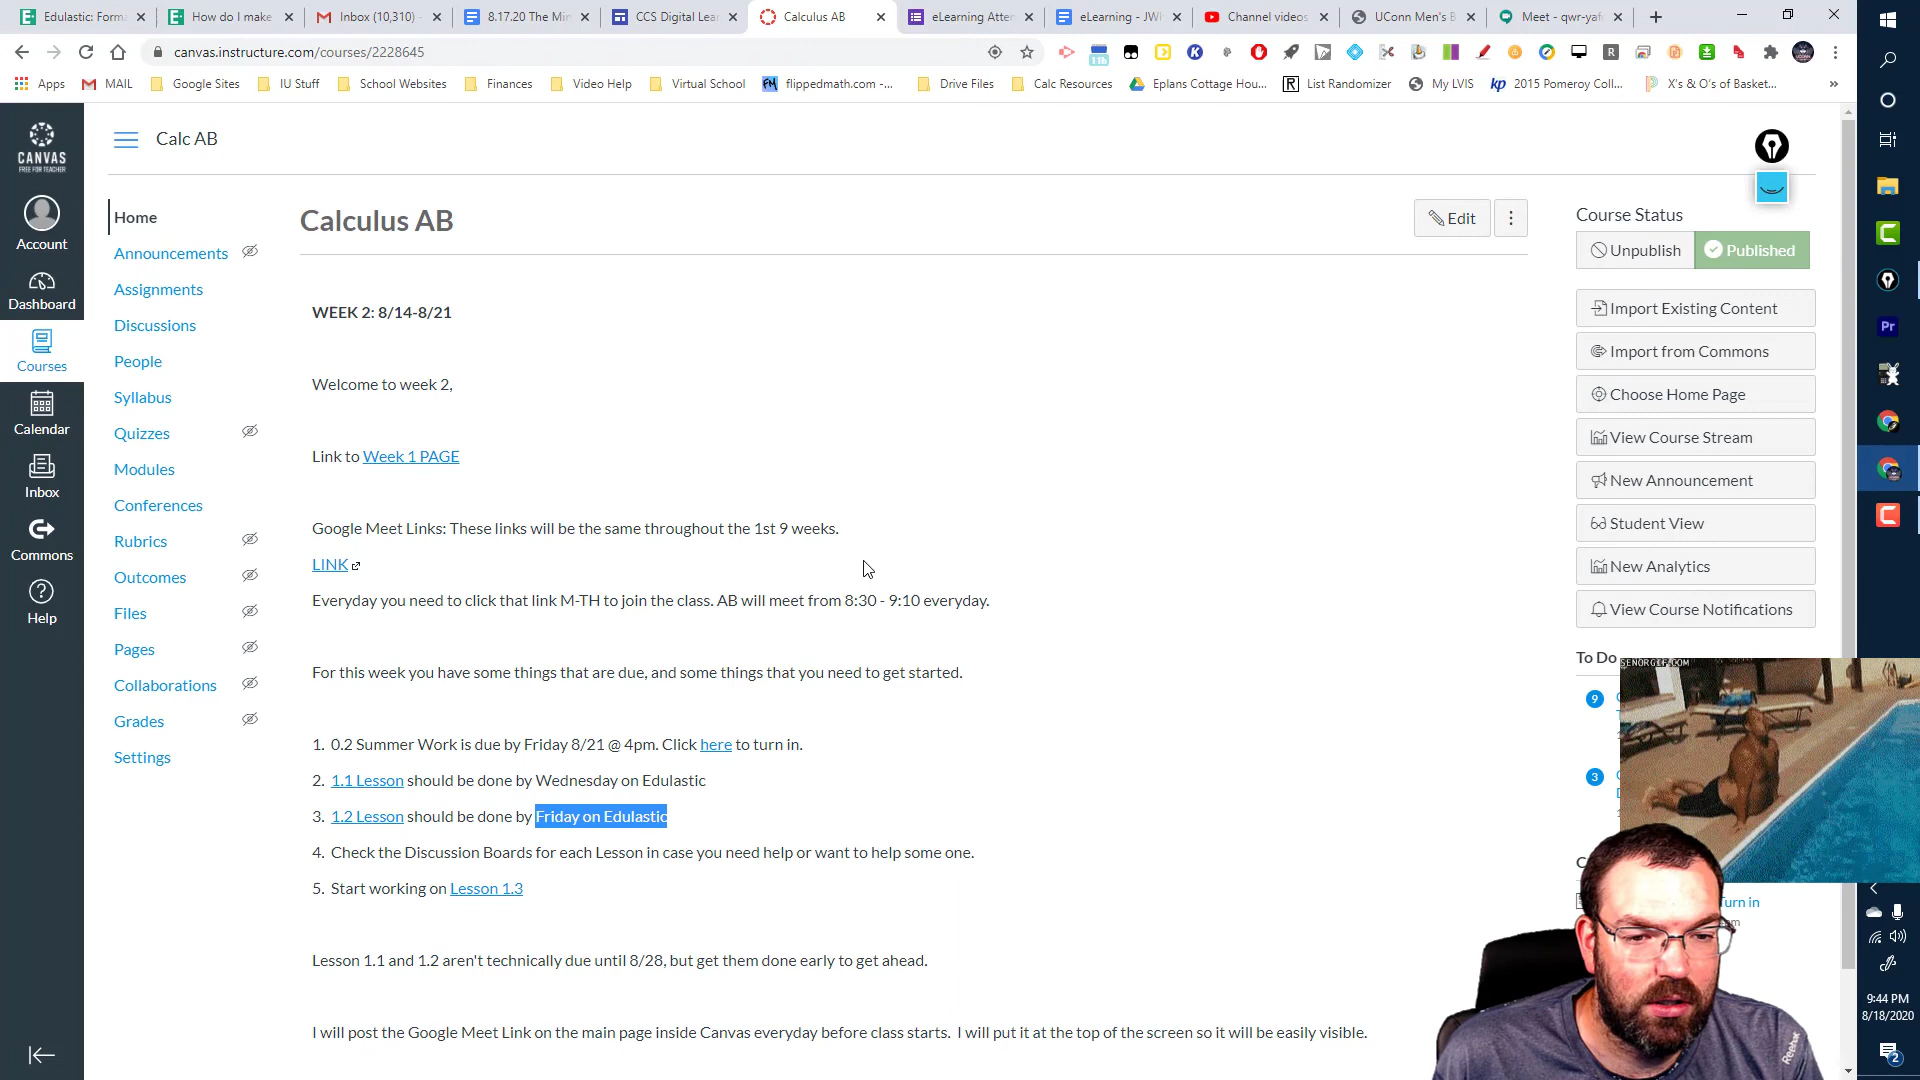 Edulastic: Forma
How do I make
Inbox (10,310) -
8.17.20 The Min
CCS Digital Lea
Calculus AB
eLearning Atten
eLearning - JWH
Channel videos
UConn Men's B
Meet - qwr-yaf
canvas.instructure.com/courses/2228645
11h
Apps
MAIL
Google Sites
IU Stuff
School Websites
Finances
Video Help
Virtual School
flippedmath.com -...
Drive Files
Calc Resources
Eplans Cottage Hou...
List Randomizer
My LVIS
2015 Pomeroy Coll...
X's & O's of Basket...
CANVAS
FREE FOR TEACHER
Account
Dashboard
Courses
Calendar
Inbox
Commons
Help
Calc AB
Home
Announcements
Assignments
Discussions
People
Syllabus
Quizzes
Modules
Conferences
Rubrics
Outcomes
Files
Pages
Collaborations
Grades
Settings
Calculus AB
Edit
WEEK 2: 8/14-8/21
Welcome to week 2,
Link to Week 1 PAGE
Google Meet Links: These links will be the same throughout the 1st 9 weeks.
LINK
Everyday you need to click that link M-TH to join the class. AB will meet from 8:30 - 9:10 everyday.
For this week you have some things that are due, and some things that you need to get started.
1. 0.2 Summer Work is due by Friday 8/21 @ 4pm. Click here to turn in.
2. 1.1 Lesson should be done by Wednesday on Edulastic
3. 1.2 Lesson should be done by Friday on Edulastic
4. Check the Discussion Boards for each Lesson in case you need help or want to help some one.
5. Start working on Lesson 1.3
Lesson 1.1 and 1.2 aren't technically due until 8/28, but get them done early to get ahead.
I will post the Google Meet Link on the main page inside Canvas everyday before class starts.  I will put it at the top of the screen so it will be easily visible.
Course Status
Unpublish
Published
Import Existing Content
Import from Commons
Choose Home Page
View Course Stream
New Announcement
Student View
New Analytics
View Course Notifications
To Do
9
3
Turn in
SENORGIF.COM
Reebok
Pr
9:44 PM
8/18/2020
2